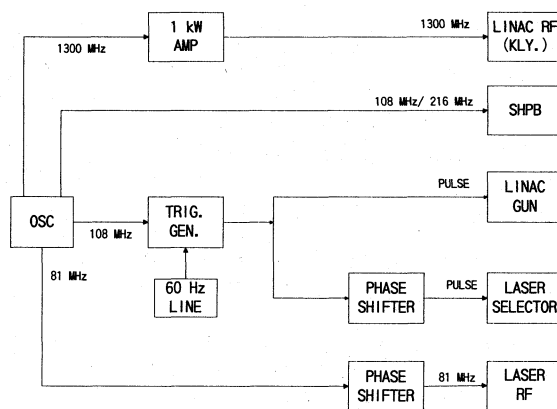 1 kW
AMP
1300 MHz
1300 MHz
LINAC RF
(KLY.)
108 MHz/ 216 MHz
SHPB
OSC
108 MHz
TRIG.
GEN.
PULSE
LINAC
GUN
81 MHz
60 Hz
LINE
PHASE
SHIFTER
PULSE
LASER
SELECTOR
PHASE
SHIFTER
81 MHz
LASER
RF